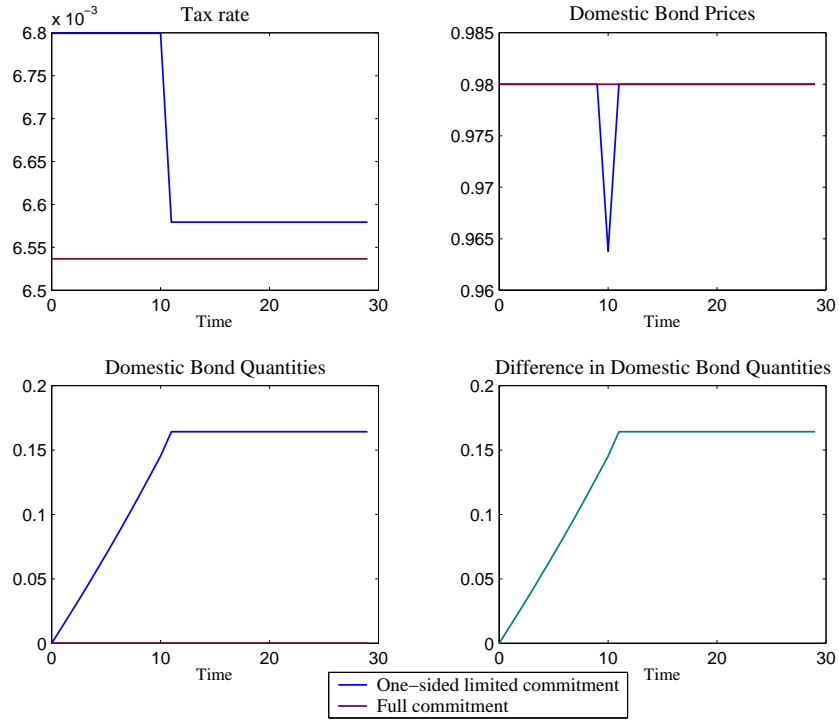 Tax rate
x 10⁻³
6.8
6.75
6.7
6.65
6.6
6.55
6.5
0 10 20 30
Time
Domestic Bond Prices
0.985
0.98
0.975
0.97
0.965
0.96
0 10 20 30
Time
Domestic Bond Quantities
0.2
0.15
0.1
0.05
0
0 10 20 30
Time
Difference in Domestic Bond Quantities
0.2
0.15
0.1
0.05
0
0 10 20 30
Time
One−sided limited commitment
Full commitment